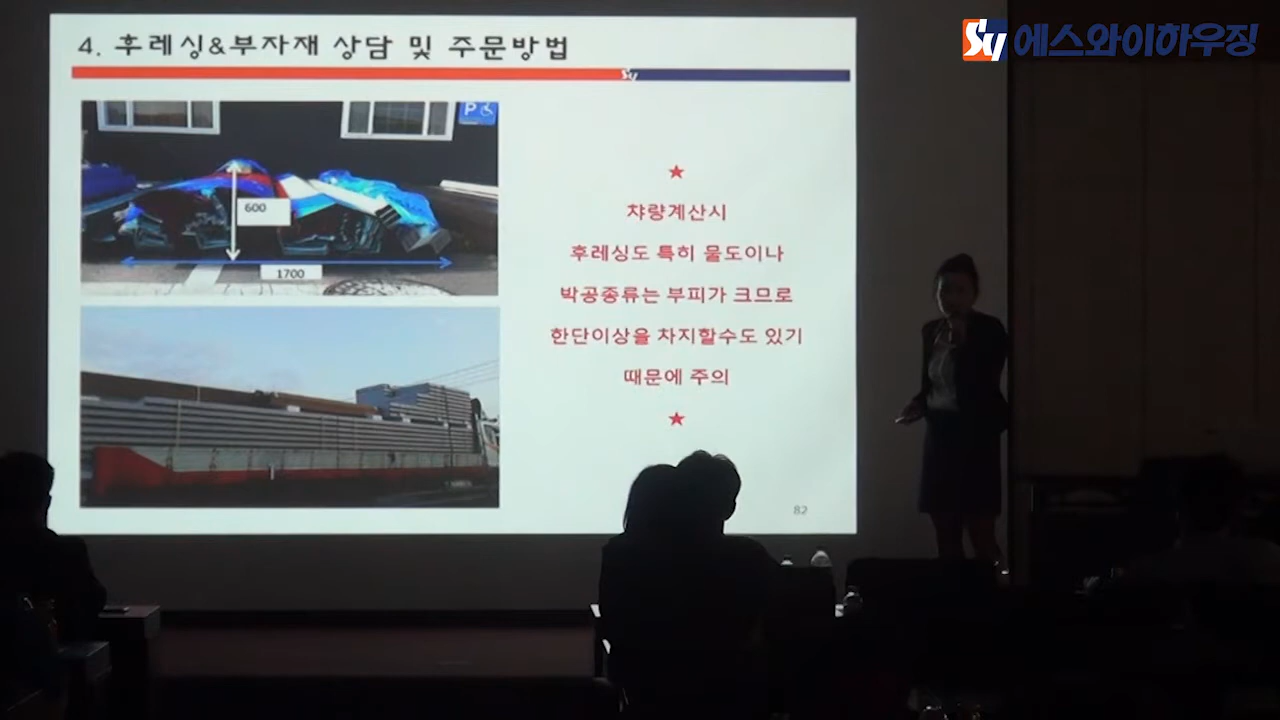 4. 후레싱&부자재 상담 및 주문방법
sy
sy 에스와이하우징
P
600
1700
★
챠량계산시
후레싱도 특히 물도이나
박공종류는 부피가 크므로
한단이상을 차지할수도 있기
때문에 주의
★
82